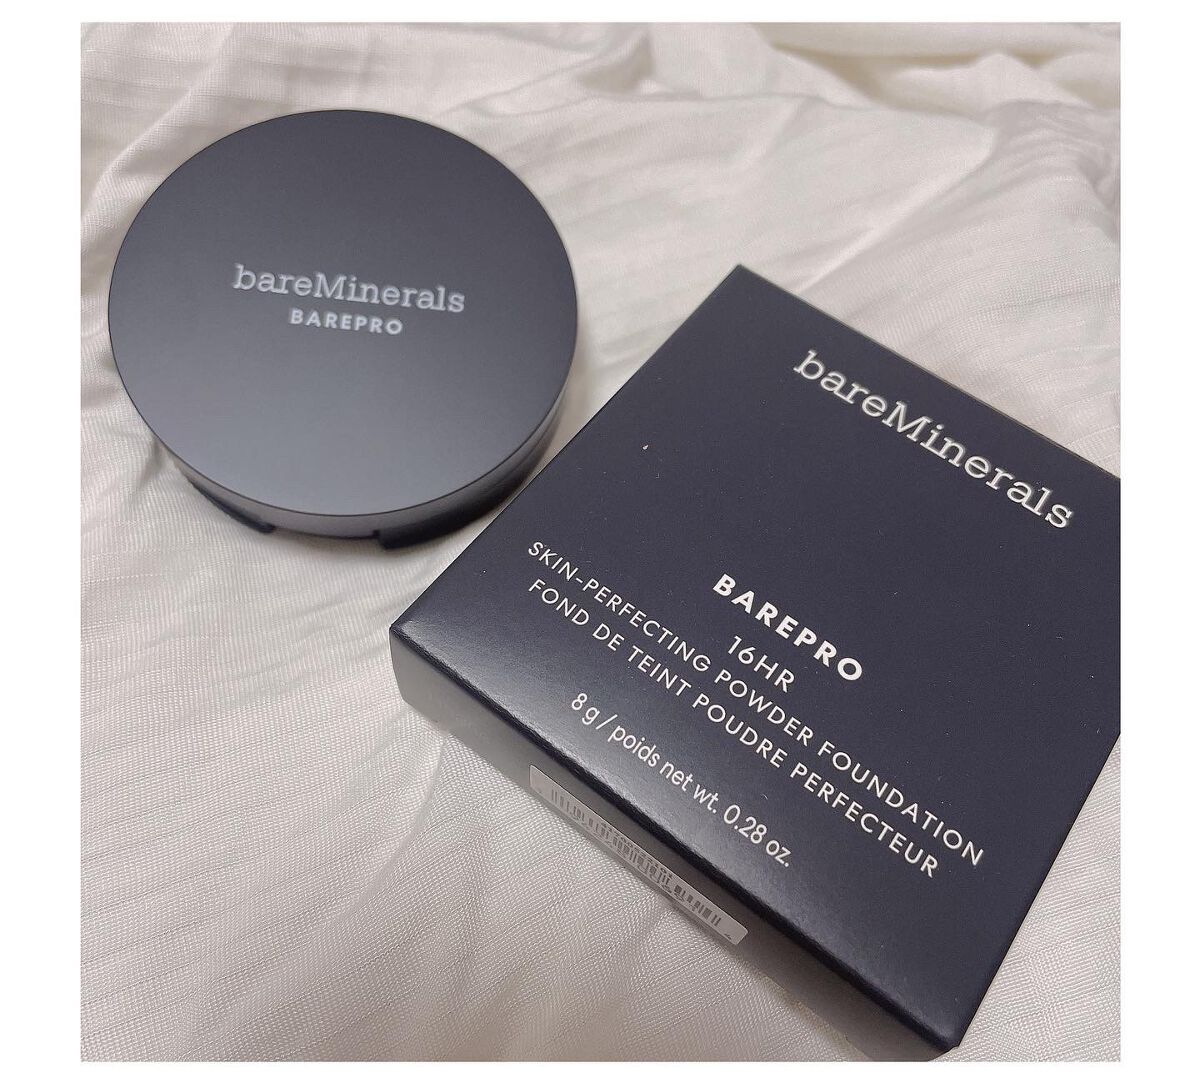 bareMinerals
BAREPRO
bareMinerals
BAREPRO
16HR
SKIN-PERFECTING POWDER FOUNDATION
FOND DE TEINT POUDRE PERFECTEUR
8 g / poids net wt. 0.28 oz.